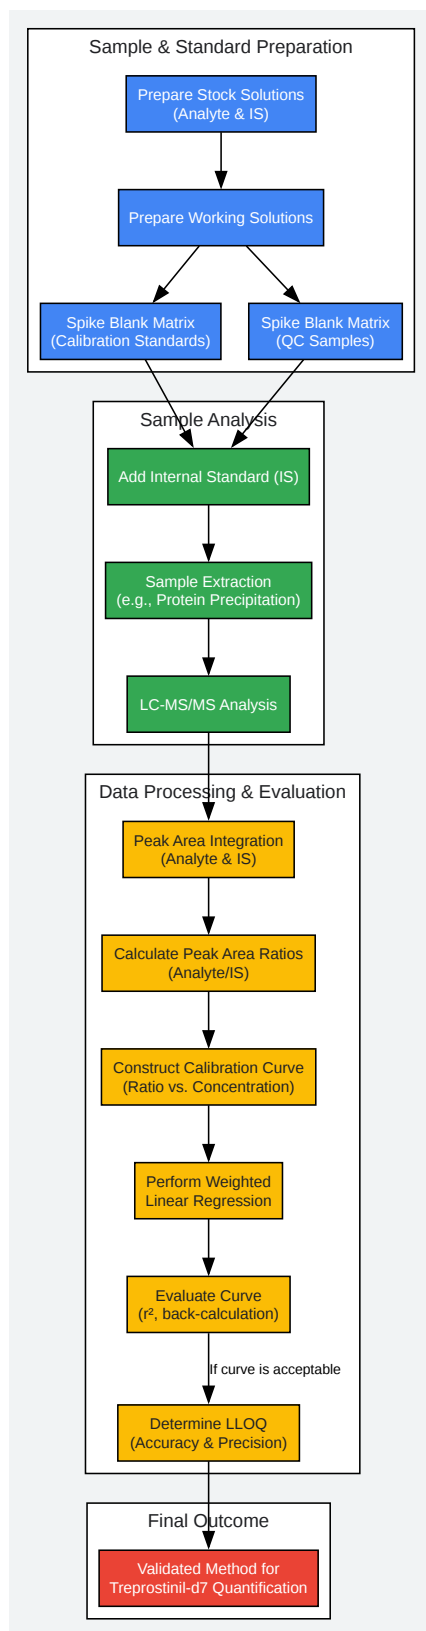 Sample & Standard Preparation
Prepare Stock Solutions
(Analyte & IS)
Prepare Working Solutions
Spike Blank Matrix
(Calibration Standards)
Spike Blank Matrix
(QC Samples)
Sample Analysis
Add Internal Standard (IS)
Sample Extraction
(e.g., Protein Precipitation)
LC-MS/MS Analysis
Data Processing & Evaluation
Peak Area Integration
(Analyte & IS)
Calculate Peak Area Ratios
(Analyte/IS)
Construct Calibration Curve
(Ratio vs. Concentration)
Perform Weighted
Linear Regression
Evaluate Curve
(r², back-calculation)
If curve is acceptable
Determine LLOQ
(Accuracy & Precision)
Final Outcome
Validated Method for
Treprostinil-d7 Quantification